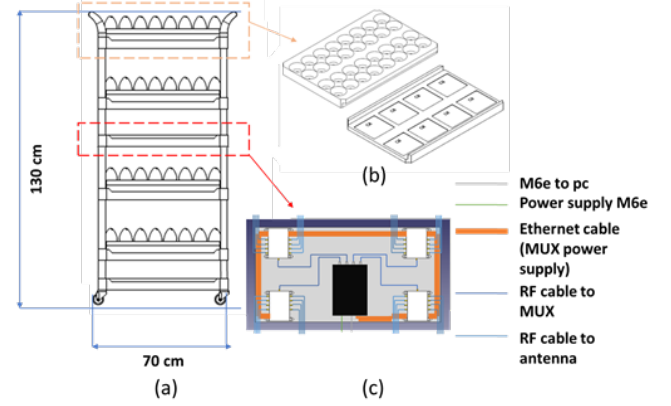 130 cm
70 cm
(a)
(b)
(c)
M6e to pc
Power supply M6e
Ethernet cable
(MUX power
supply)
RF cable to
MUX
RF cable to
antenna